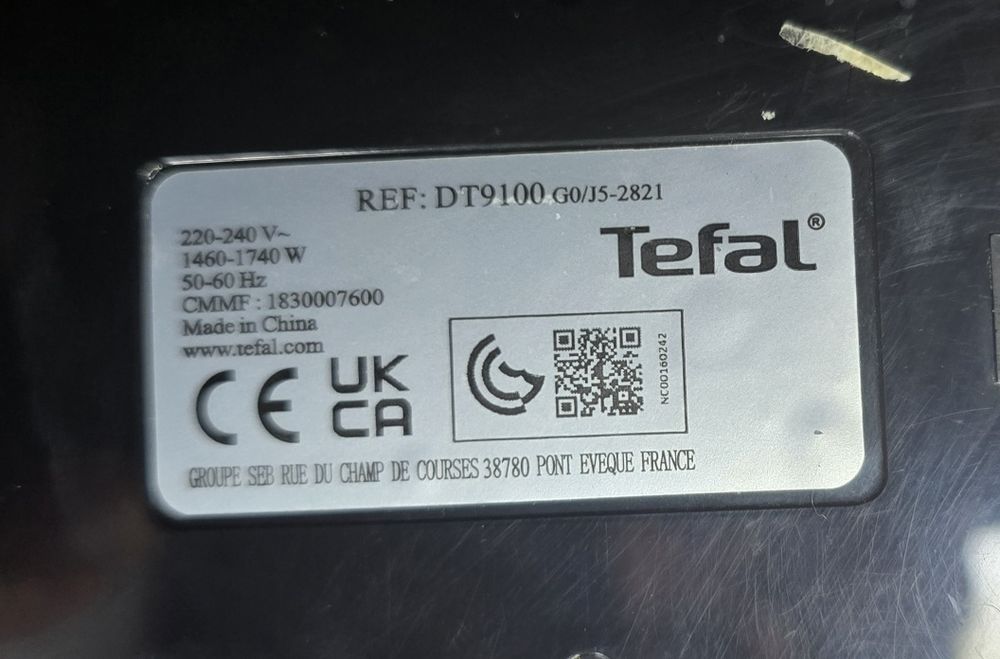 REF: DT9100 G0/J5-2821
220-240 V~
1460-1740 W
50-60 Hz
CMMF : 1830007600
Made in China
www.tefal.com
Tefal®
CE
UK
CA
NC00160242
GROUPE SEB RUE DU CHAMP DE COURSES 38780 PONT EVEQUE FRANCE